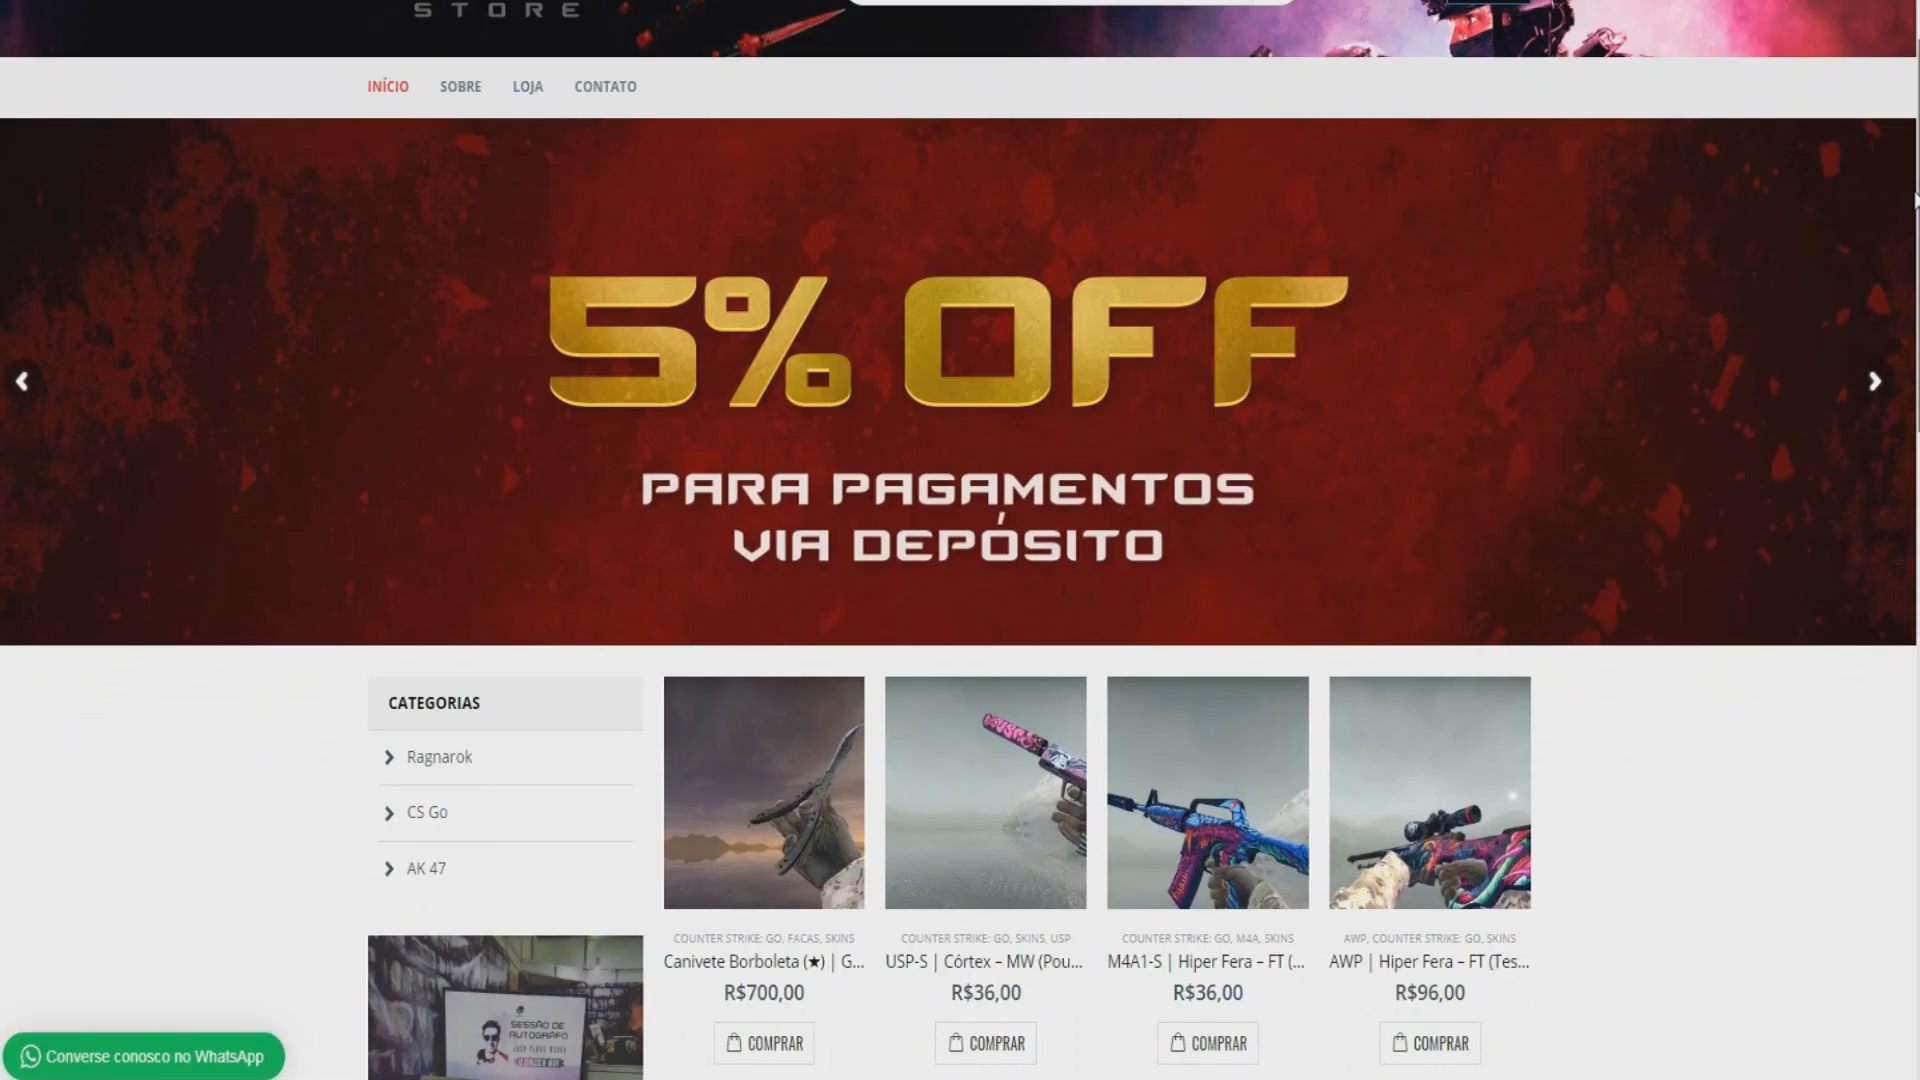 STORE
INÍCIO SOBRE LOJA CONTATO
5% OFF
PARA PAGAMENTOS
VIA DEPÓSITO
CATEGORIAS
Ragnarok
CS Go
AK 47
COUNTER STRIKE: GO, FACAS, SKINS
Canivete Borboleta (★) | G...
R$700,00
COMPRAR
COUNTER STRIKE: GO, SKINS, USP
USP-S | Córtex – MW (Pou...
R$36,00
COMPRAR
COUNTER STRIKE: GO, M4A, SKINS
M4A1-S | Hiper Fera – FT (...
R$36,00
COMPRAR
AWP, COUNTER STRIKE: GO, SKINS
AWP | Hiper Fera – FT (Tes...
R$96,00
COMPRAR
SESSÃO DE
AUTÓGRAFO
Converse conosco no WhatsApp